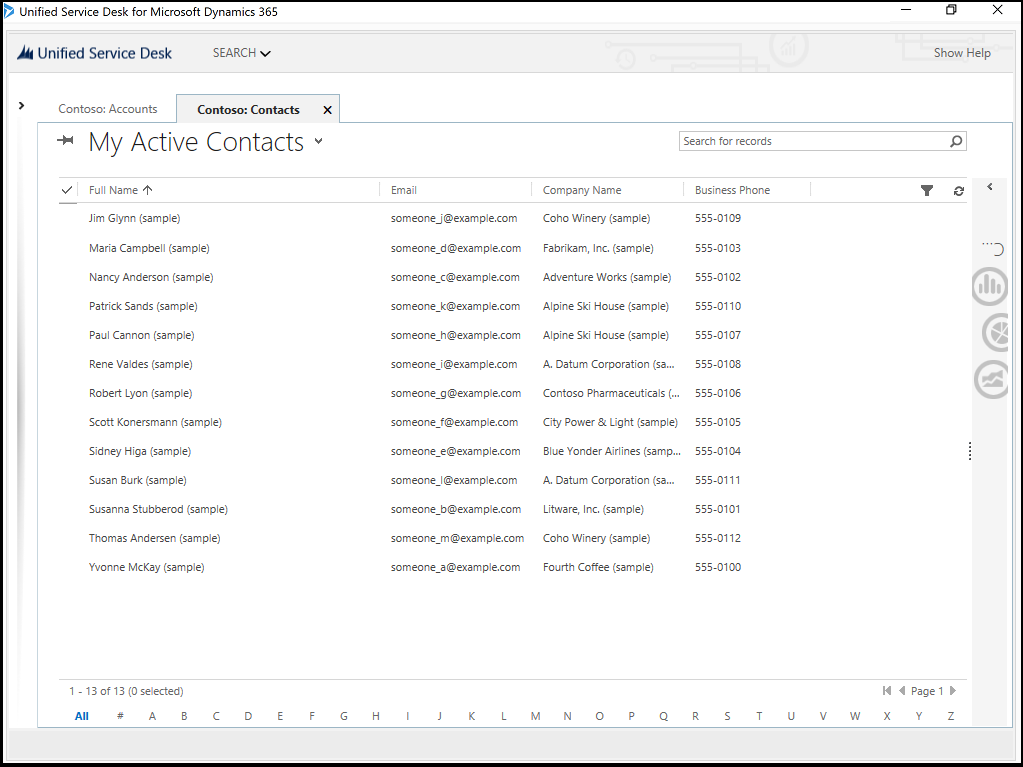 Unified Service Desk for Microsoft Dynamics 365
Unified Service Desk SEARCH Show Help
Contoso: Accounts Contoso: Contacts
My Active Contacts Search for records
Full Name Email Company Name Business Phone
Jim Glynn (sample) someone_j@example.com Coho Winery (sample) 555-0109
Maria Campbell (sample) someone_d@example.com Fabrikam, Inc. (sample) 555-0103
Nancy Anderson (sample) someone_c@example.com Adventure Works (sample) 555-0102
Patrick Sands (sample) someone_k@example.com Alpine Ski House (sample) 555-0110
Paul Cannon (sample) someone_h@example.com Alpine Ski House (sample) 555-0107
Rene Valdes (sample) someone_i@example.com A. Datum Corporation (sa... 555-0108
Robert Lyon (sample) someone_g@example.com Contoso Pharmaceuticals (... 555-0106
Scott Konersmann (sample) someone_f@example.com City Power & Light (sample) 555-0105
Sidney Higa (sample) someone_e@example.com Blue Yonder Airlines (samp... 555-0104
Susan Burk (sample) someone_l@example.com A. Datum Corporation (sa... 555-0111
Susanna Stubberod (sample) someone_b@example.com Litware, Inc. (sample) 555-0101
Thomas Andersen (sample) someone_m@example.com Coho Winery (sample) 555-0112
Yvonne McKay (sample) someone_a@example.com Fourth Coffee (sample) 555-0100
1 - 13 of 13 (0 selected) Page 1
All # A B C D E F G H I J K L M N O P Q R S T U V W X Y Z